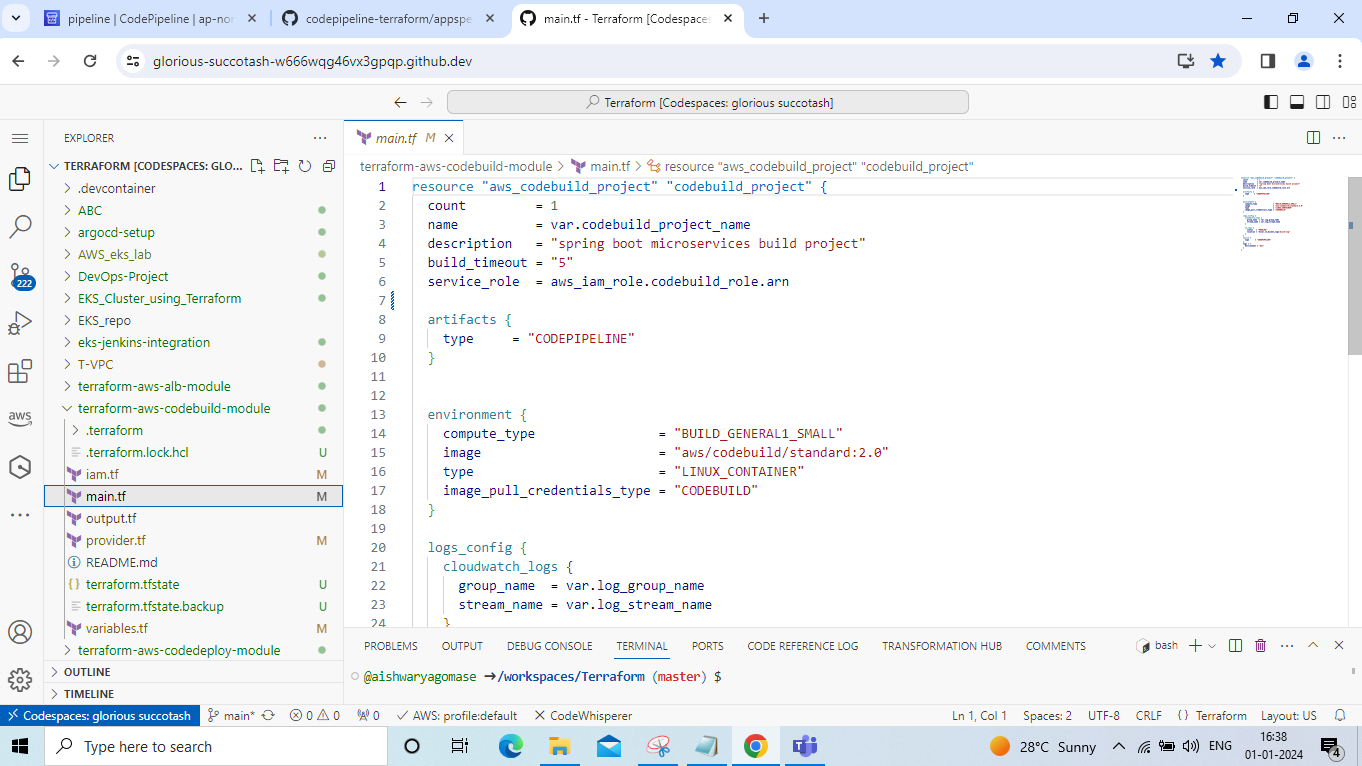 pipeline | CodePipeline | ap-nor
codepipeline-terraform/appspe
main.tf - Terraform [Codespaces:
glorious-succotash-w666wqg46vx3gpqp.github.dev
Terraform [Codespaces: glorious succotash]
EXPLORER
TERRAFORM [CODESPACES: GLO...
.devcontainer
ABC
argocd-setup
AWS_eks_lab
DevOps-Project
EKS_Cluster_using_Terraform
EKS_repo
eks-jenkins-integration
T-VPC
terraform-aws-alb-module
terraform-aws-codebuild-module
.terraform
.terraform.lock.hcl U
iam.tf M
main.tf M
output.tf
provider.tf M
README.md
terraform.tfstate U
terraform.tfstate.backup U
variables.tf M
terraform-aws-codedeploy-module
OUTLINE
TIMELINE
222
aws
main.tf M
terraform-aws-codebuild-module > main.tf > resource "aws_codebuild_project" "codebuild_project"
1 resource "aws_codebuild_project" "codebuild_project" {
2 count = 1
3 name = var.codebuild_project_name
4 description = "spring boot microservices build project"
5 build_timeout = "5"
6 service_role = aws_iam_role.codebuild_role.arn
7
8 artifacts {
9 type = "CODEPIPELINE"
10 }
11
12
13 environment {
14 compute_type = "BUILD_GENERAL1_SMALL"
15 image = "aws/codebuild/standard:2.0"
16 type = "LINUX_CONTAINER"
17 image_pull_credentials_type = "CODEBUILD"
18 }
19
20 logs_config {
21 cloudwatch_logs {
22 group_name = var.log_group_name
23 stream_name = var.log_stream_name
24 }
PROBLEMS OUTPUT DEBUG CONSOLE TERMINAL PORTS CODE REFERENCE LOG TRANSFORMATION HUB COMMENTS
bash
@aishwaryagomase →/workspaces/Terraform (master) $
Codespaces: glorious succotash main* 0 0 0 AWS: profile:default CodeWhisperer Ln 1, Col 1 Spaces: 2 UTF-8 CRLF {} Terraform Layout: US
Type here to search
28°C Sunny
ENG
16:38
01-01-2024
4